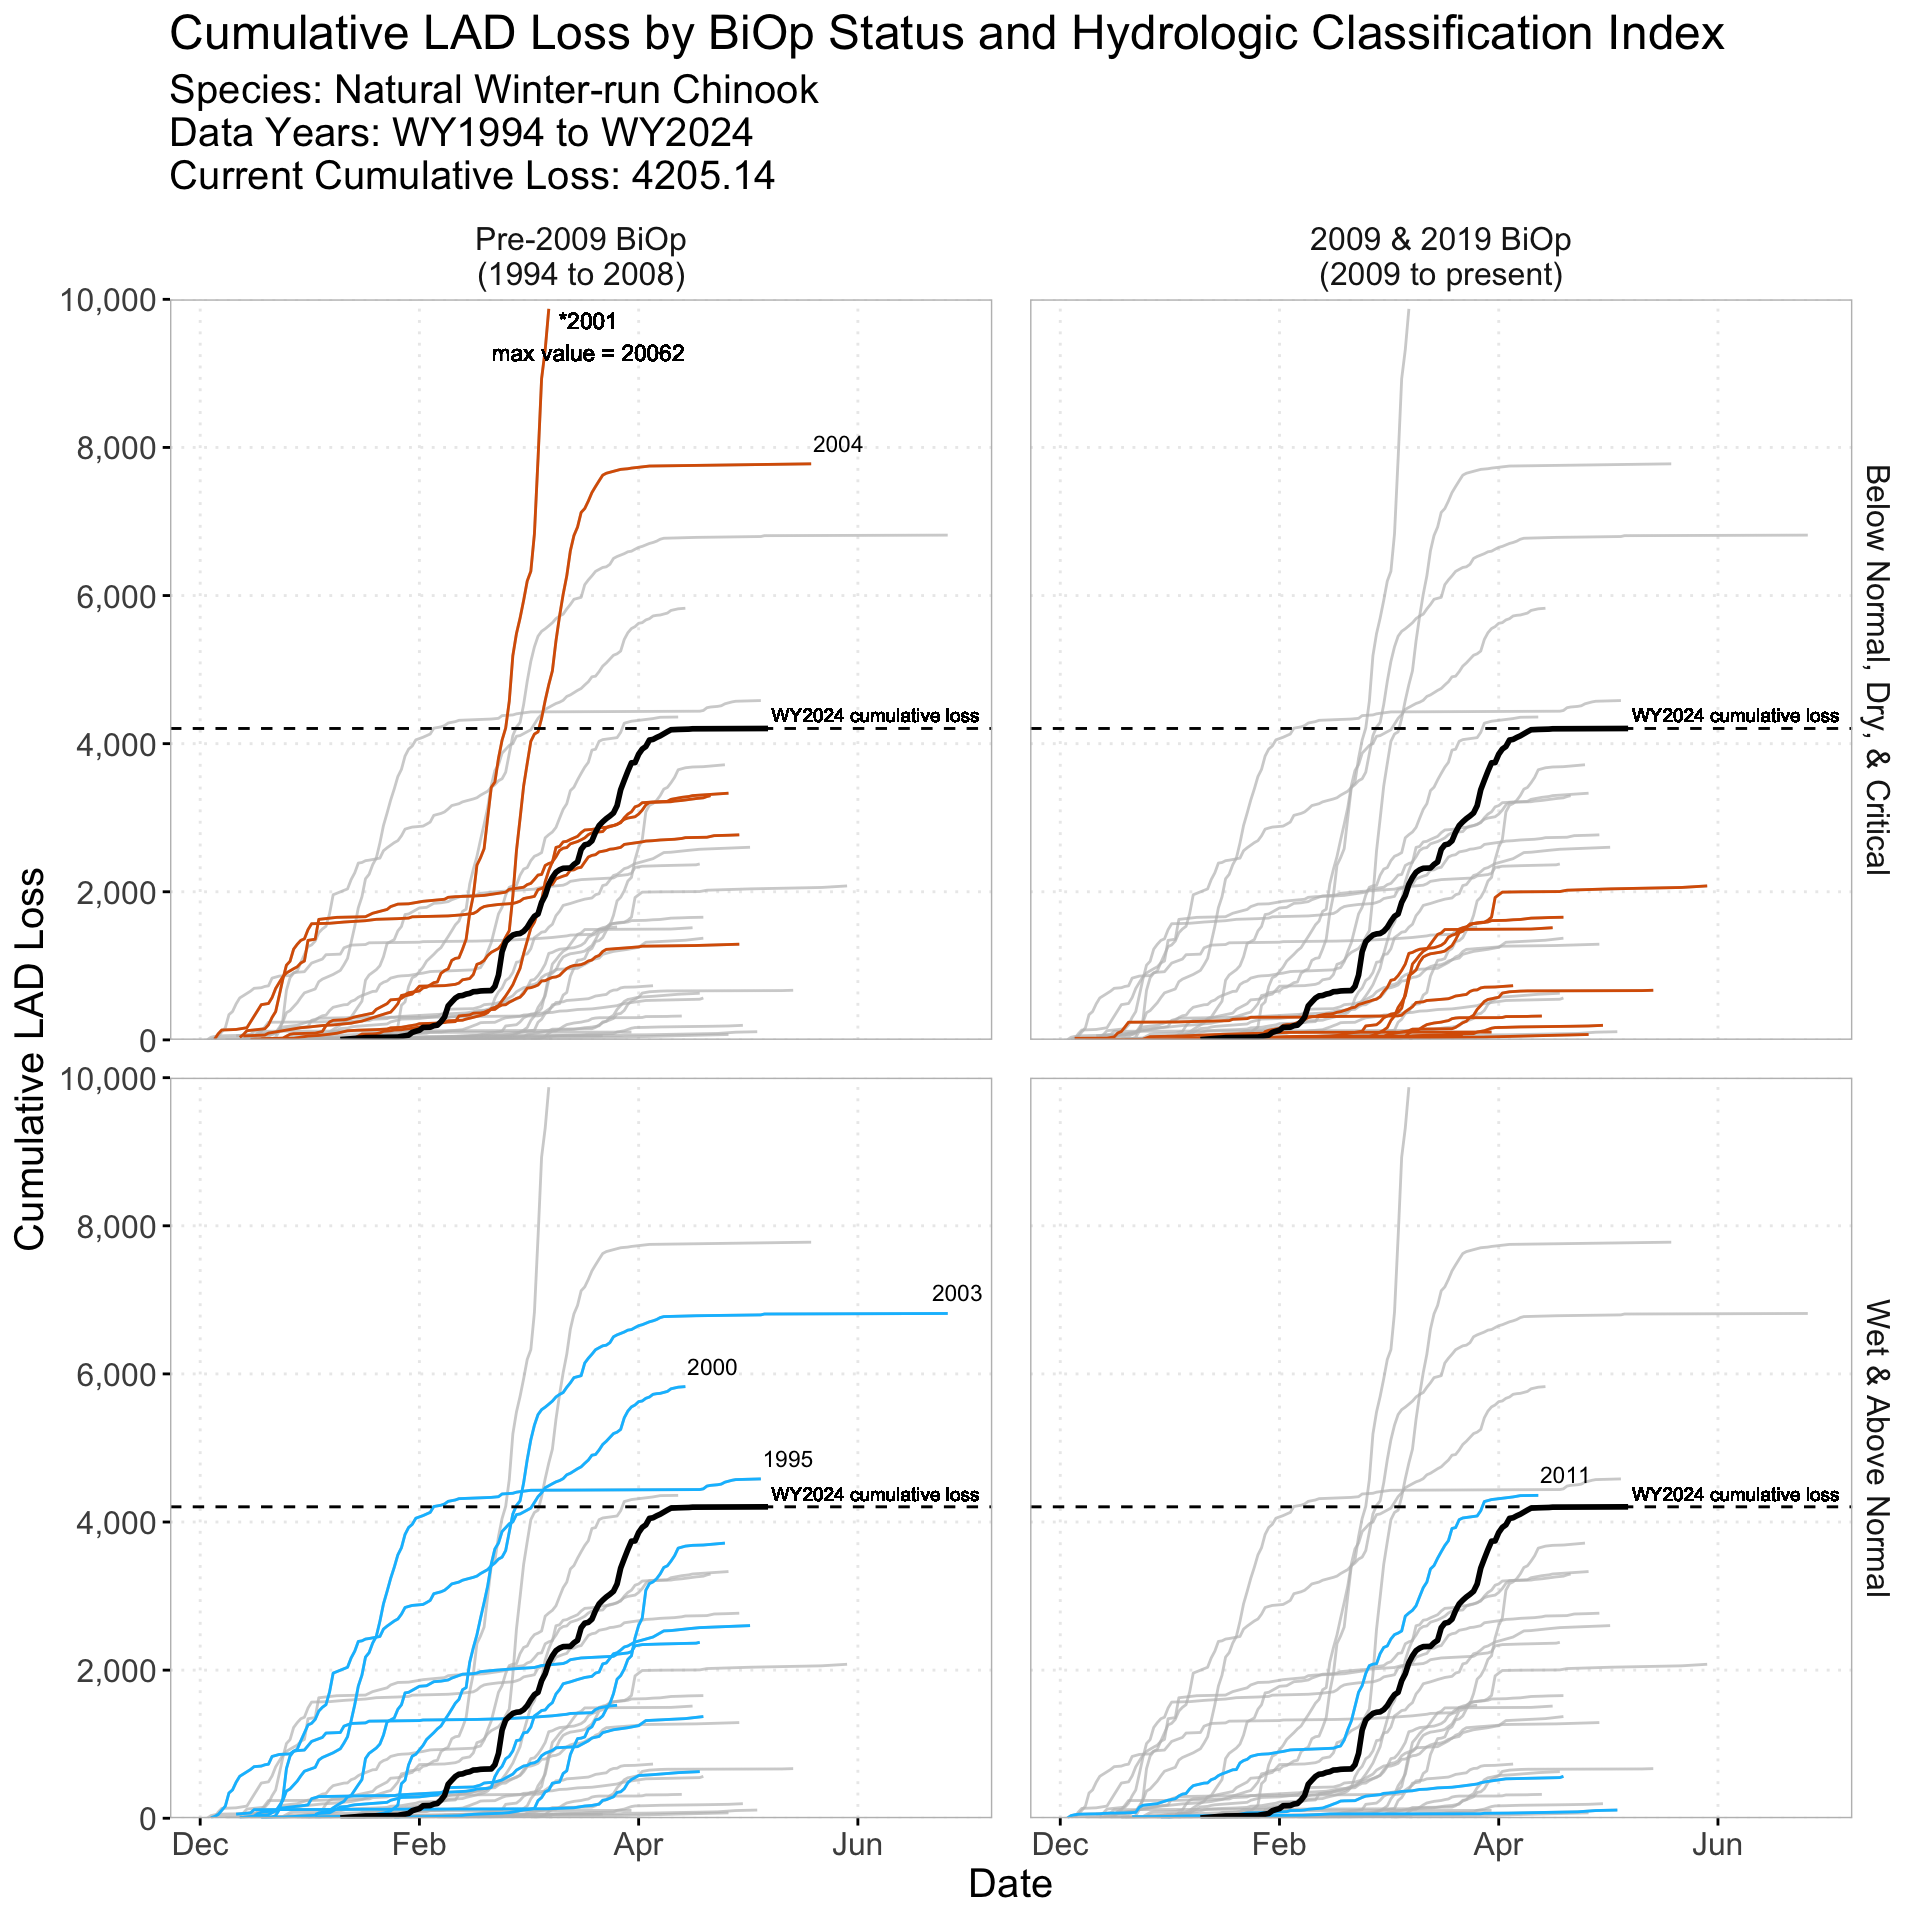 Cumulative LAD Loss by BiOp Status and Hydrologic Classification Index
Species: Natural Winter-run Chinook
Data Years: WY1994 to WY2024
Current Cumulative Loss: 4205.14
Pre-2009 BiOp
(1994 to 2008)
2009 & 2019 BiOp
(2009 to present)
Cumulative LAD Loss
10,000
8,000
6,000
4,000
2,000
0
*2001
max value = 20062
2004
WY2024 cumulative loss
WY2024 cumulative loss
Below Normal, Dry, & Critical
10,000
8,000
6,000
4,000
2,000
0
2003
2000
1995
WY2024 cumulative loss
2011
WY2024 cumulative loss
Wet & Above Normal
Dec
Feb
Apr
Jun
Dec
Feb
Apr
Jun
Date